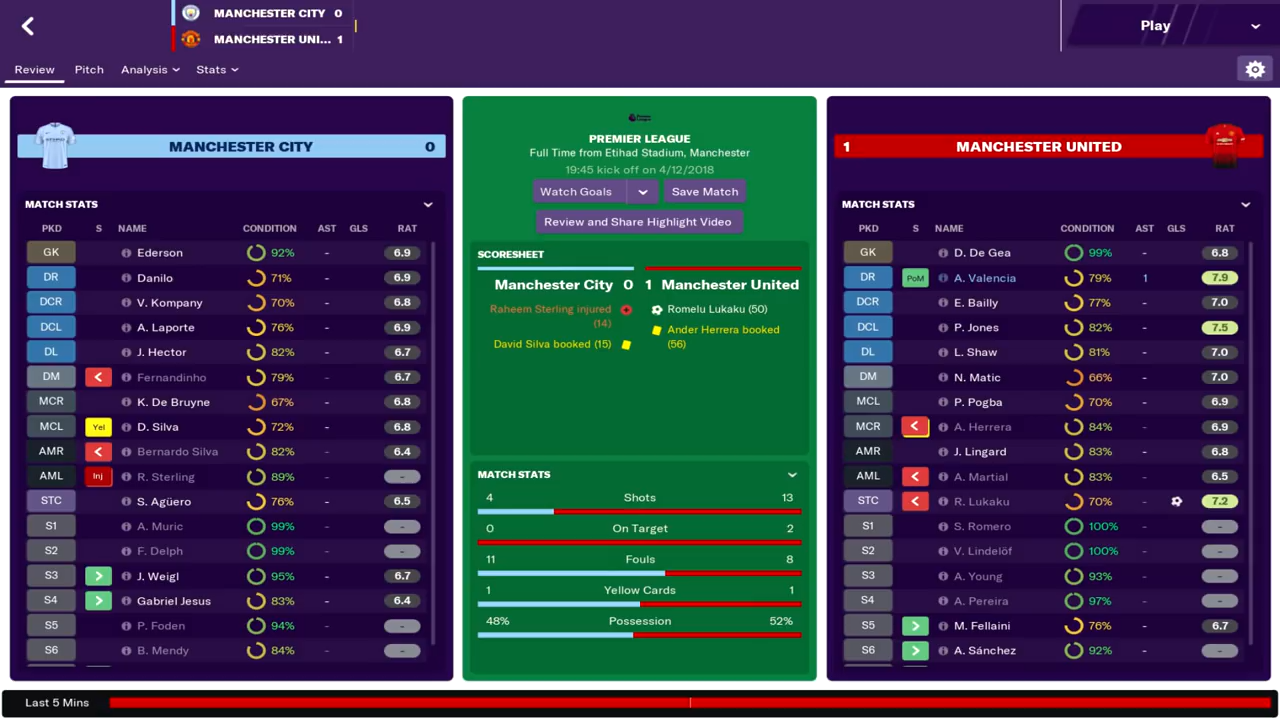 MANCHESTER CITY 0
MANCHESTER UNI... 1
Play
Review Pitch Analysis Stats
MANCHESTER CITY 0
MATCH STATS
PKD S NAME CONDITION AST GLS RAT
GK Ederson 92% - - 6.9
DR Danilo 71% - - 6.9
DCR V. Kompany 70% - - 6.8
DCL A. Laporte 76% - - 6.9
DL J. Hector 82% - - 6.7
DM Fernandinho 79% - - 6.7
MCR K. De Bruyne 67% - - 6.8
MCL Yel D. Silva 72% - - 6.8
AMR Bernardo Silva 82% - - 6.4
AML Inj R. Sterling 89% - - -
STC S. Agüero 76% - - 6.5
S1 A. Muric 99% - - -
S2 F. Delph 99% - - -
S3 J. Weigl 95% - - 6.7
S4 Gabriel Jesus 83% - - 6.4
S5 P. Foden 94% - - -
S6 B. Mendy 84% - - -
PREMIER LEAGUE
Full Time from Etihad Stadium, Manchester
19:45 kick off on 4/12/2018
Watch Goals Save Match
Review and Share Highlight Video
SCORESHEET
Manchester City 0 1 Manchester United
Raheem Sterling injured
(14)
David Silva booked (15)
Romelu Lukaku (50)
Ander Herrera booked
(56)
MATCH STATS
4 Shots 13
0 On Target 2
11 Fouls 8
1 Yellow Cards 1
48% Possession 52%
1 MANCHESTER UNITED
MATCH STATS
PKD S NAME CONDITION AST GLS RAT
GK D. De Gea 99% - - 6.8
DR PoM A. Valencia 79% 1 - 7.9
DCR E. Bailly 77% - - 7.0
DCL P. Jones 82% - - 7.5
DL L. Shaw 81% - - 7.0
DM N. Matic 66% - - 7.0
MCL P. Pogba 70% - - 6.9
MCR A. Herrera 84% - - 6.9
AMR J. Lingard 83% - - 6.8
AML A. Martial 83% - - 6.5
STC R. Lukaku 70% - 7.2
S1 S. Romero 100% - - -
S2 V. Lindelöf 100% - - -
S3 A. Young 93% - - -
S4 A. Pereira 97% - - -
S5 M. Fellaini 76% - - 6.7
S6 A. Sánchez 92% - - -
Last 5 Mins